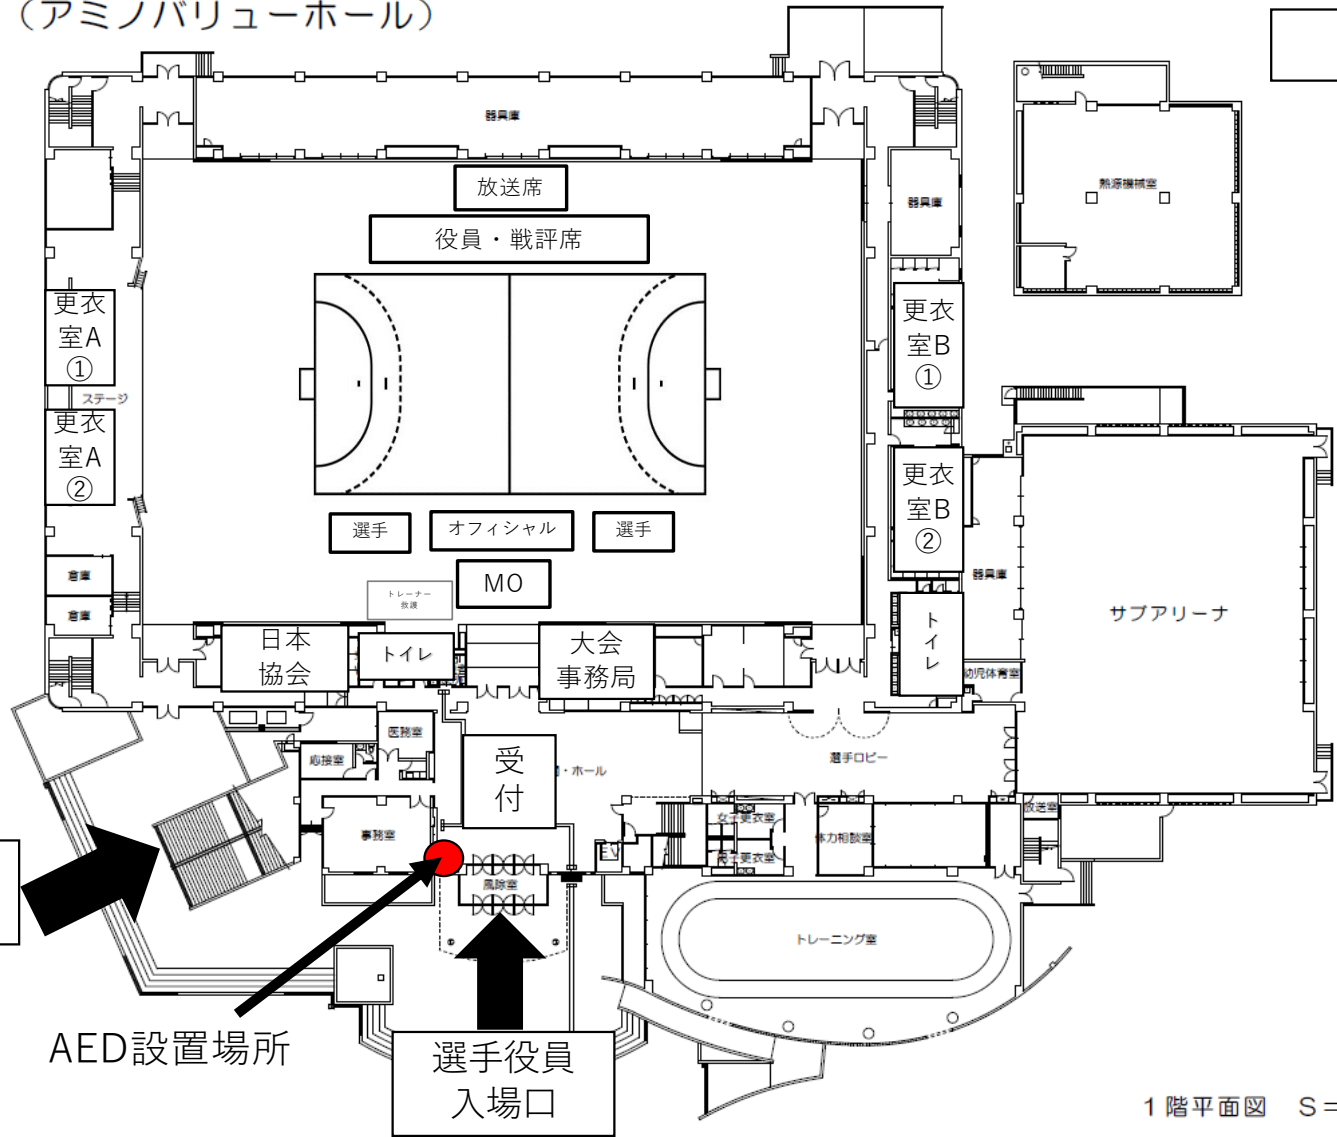 （アミノバリューホール）
器具庫
放送席
役員・戦評席
器具庫
熱源機械室
更衣
室A
①
更衣
室B
①
ステージ
更衣
室A
②
更衣
室B
②
選手
オフィシャル
選手
MO
トレーナー
救護
倉庫
倉庫
器具庫
サブアリーナ
日本
協会
トイレ
大会
事務局
トイレ
幼児体育室
医務室
応接室
受
付
・ホール
選手ロビー
事務室
女子更衣室
男子更衣室
体力相談室
放送室
EV
風除室
トレーニング室
AED設置場所
選手役員
入場口
1階平面図　S＝